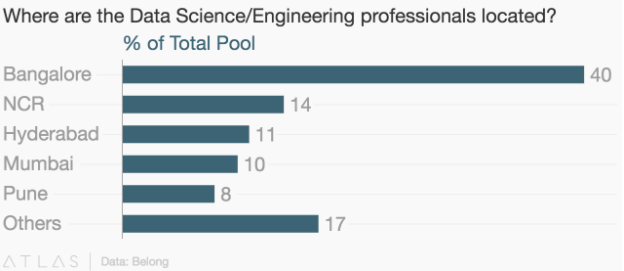 Where are the Data Science/Engineering professionals located?
% of Total Pool
Bangalore 40
NCR 14
Hyderabad 11
Mumbai 10
Pune 8
Others 17
ATLAS | Data: Belong